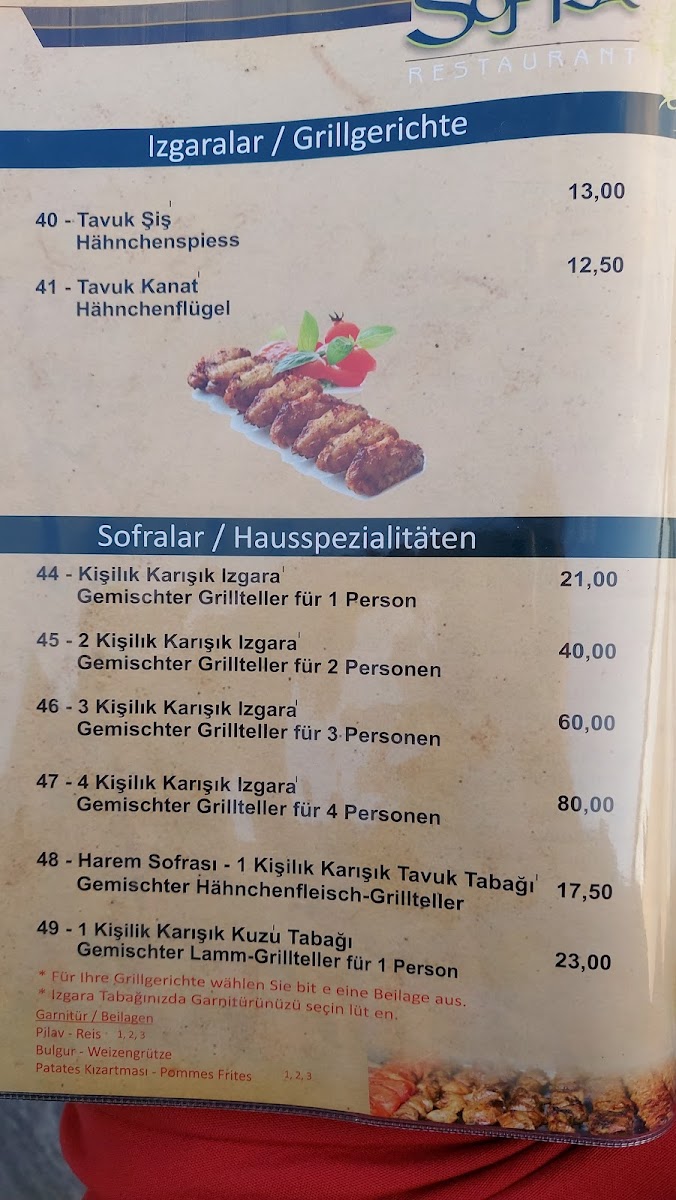 SOFRA
RESTAURANT
Izgaralar / Grillgerichte
13,00
40 - Tavuk Şiş
Hähnchenspiess
12,50
41 - Tavuk Kanat
Hähnchenflügel
Sofralar / Hausspezialitäten
44 - Kişilık Karışık Izgara 21,00
Gemischter Grillteller für 1 Person
45 - 2 Kişilık Karışık Izgara 40,00
Gemischter Grillteller für 2 Personen
46 - 3 Kişilık Karışık Izgara 60,00
Gemischter Grillteller für 3 Personen
47 - 4 Kişilık Karışık Izgara 80,00
Gemischter Grillteller für 4 Personen
48 - Harem Sofrası - 1 Kişilık Karışık Tavuk Tabağı 17,50
Gemischter Hähnchenfleisch-Grillteller
49 - 1 Kişilik Karışık Kuzu Tabağı 23,00
Gemischter Lamm-Grillteller für 1 Person
* Für Ihre Grillgerichte wählen Sie bit e eine Beilage aus.
* Izgara Tabağınızda Garnitürünüzü seçin lüt en.
Garnitür / Beilagen
Pilav - Reis 1, 2, 3
Bulgur - Weizengrütze
Patates Kızartması - Pommes Frites 1, 2, 3